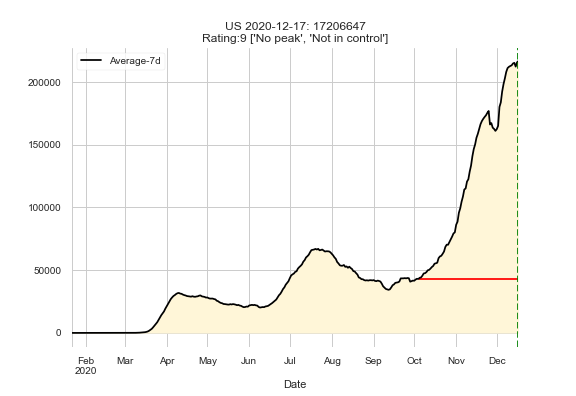 US 2020-12-17: 17206647
Rating:9 ['No peak', 'Not in control']
Average-7d
200000
150000
100000
50000
0
Feb Mar Apr May Jun Jul Aug Sep Oct Nov Dec
2020
Date